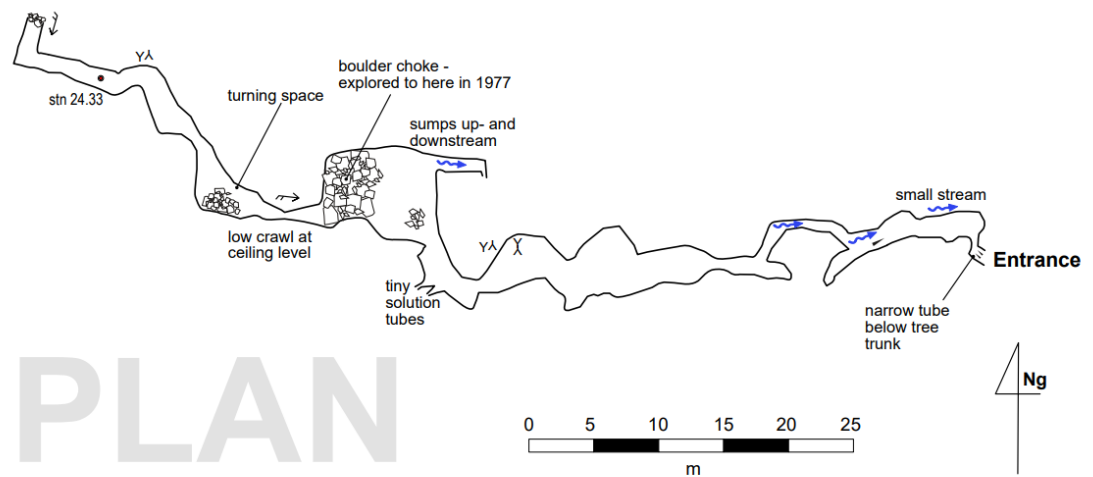 boulder choke -
explored to here in 1977
stn 24.33
turning space
sumps up- and
downstream
small stream
low crawl at
ceiling level
Entrance
tiny
solution
tubes
narrow tube
below tree
trunk
PLAN
Ng
0 5 10 15 20 25
m